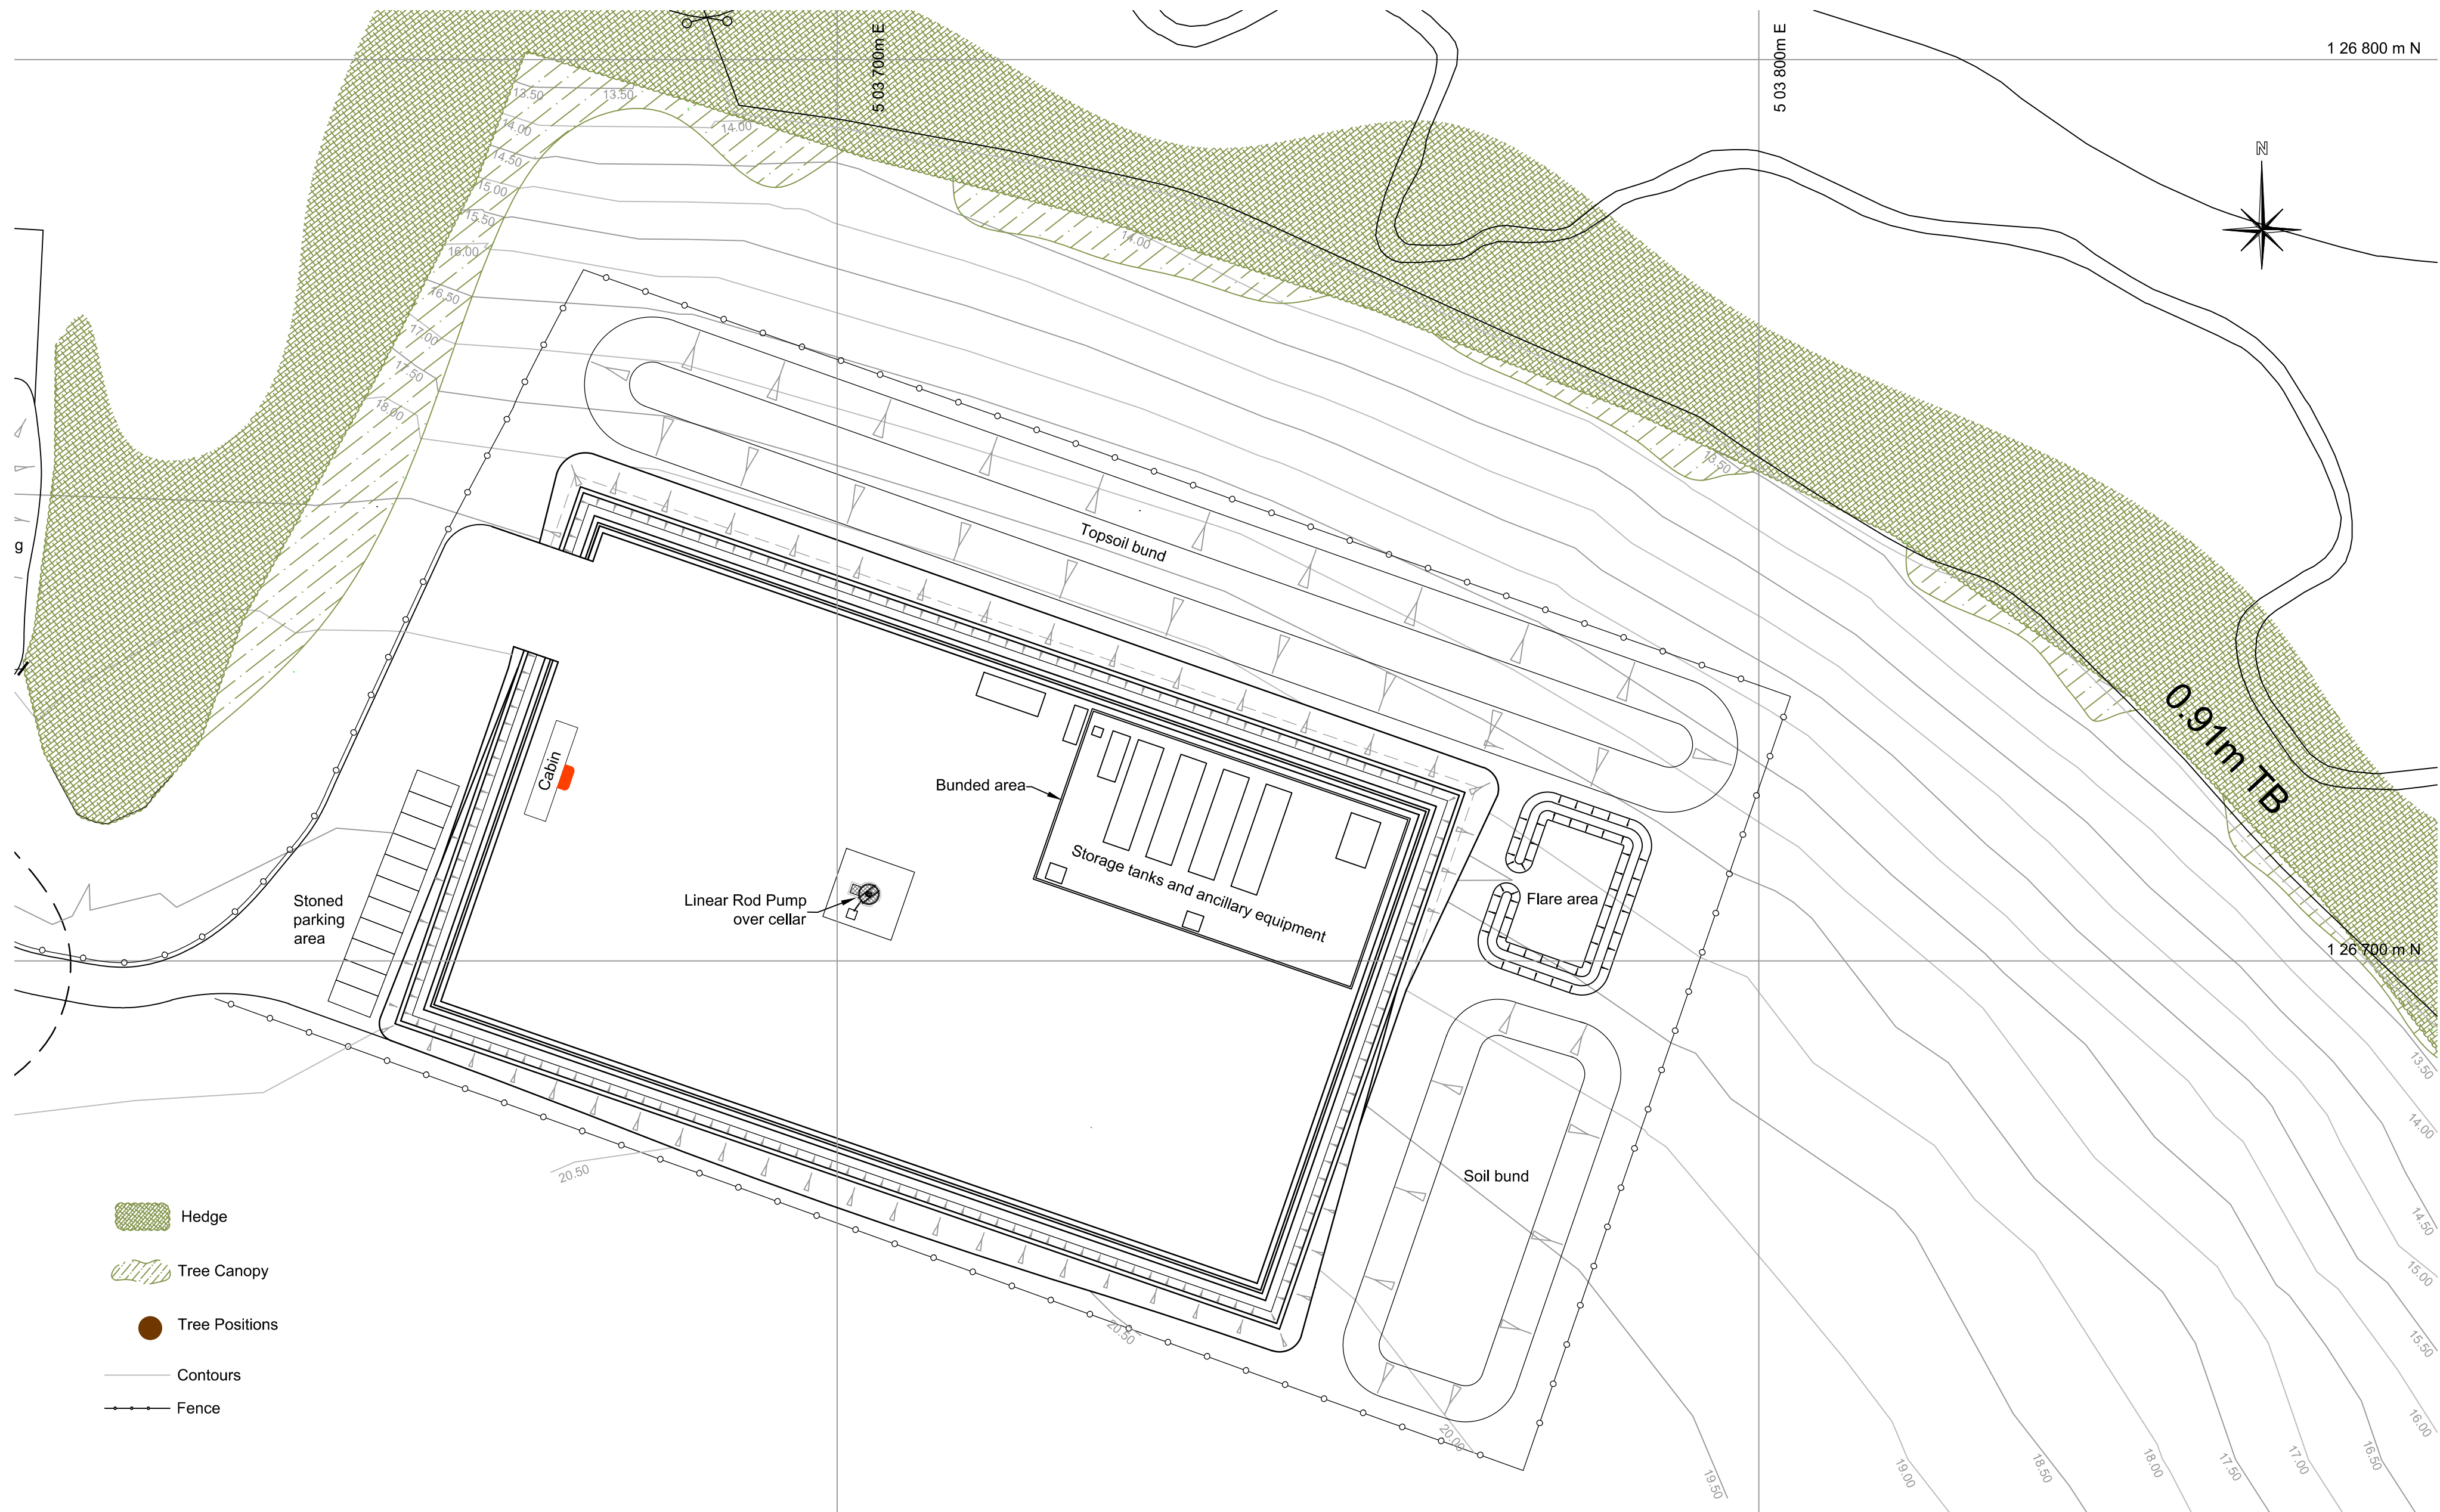 5 03 700m E
5 03 800m E
1 26 800 m N
N
13.50
13.50
14.00
14.00
14.50
15.00
15.50
16.00
14.00
16.50
17.00
17.50
18.00
13.50
Topsoil bund
g
0.91m TB
Cabin
Bunded area
Storage tanks and ancillary equipment
Linear Rod Pump
over cellar
Flare area
Stoned
parking
area
1 26 700 m N
Soil bund
20.50
20.50
20.00
19.50
19.00
18.50
18.00
17.50
17.00
16.50
16.00
15.50
15.00
14.50
14.00
13.50
Hedge
Tree Canopy
Tree Positions
Contours
Fence